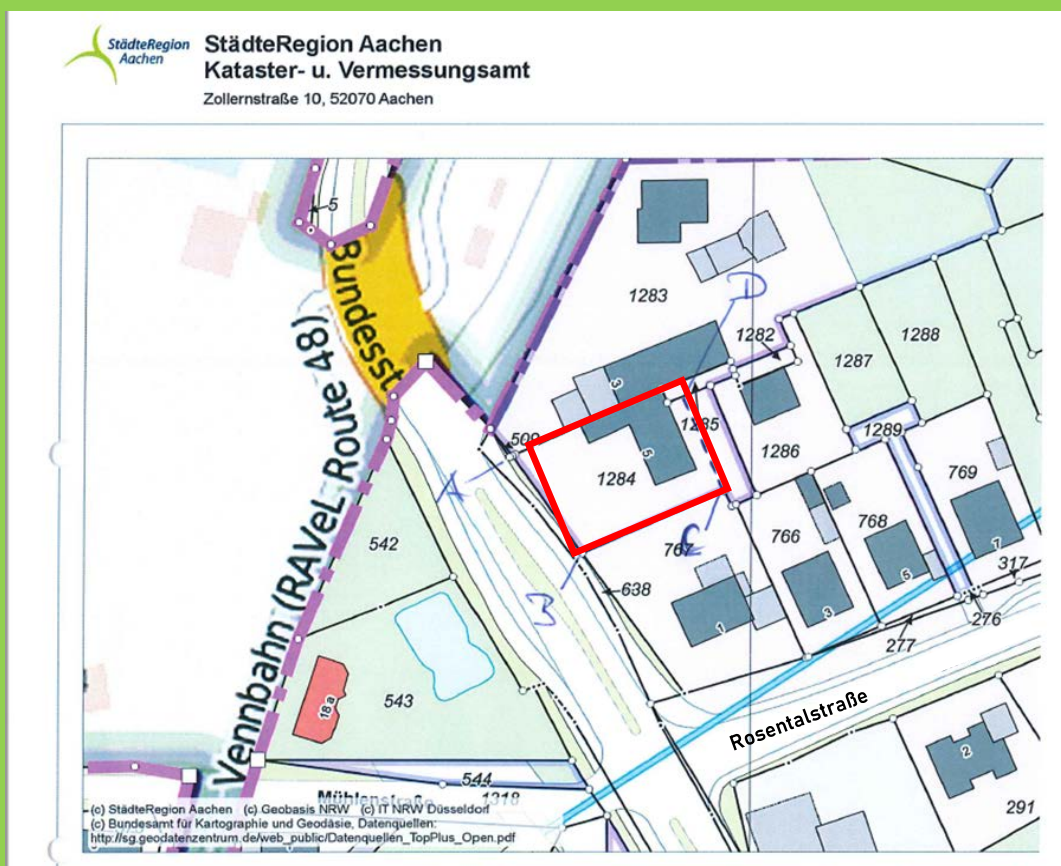 StädteRegion
Aachen
StädteRegion Aachen
Kataster- u. Vermessungsamt
Zollernstraße 10, 52070 Aachen
5
Bundesst
Vennbahn (RAVeL Route 48)
1283
D
1282
1288
1287
3
509
1285
1289
5
1284
1286
769
A
542
767
C
766
768
638
B
1
3
5
7
317
276
277
18a
543
Rosentalstraße
2
544
Mühlenstraße
1318
291
(c) StädteRegion Aachen (c) Geobasis NRW (c) IT NRW Düsseldorf
(c) Bundesamt für Kartographie und Geodäsie, Datenquellen:
http://sg.geodatenzentrum.de/web_public/Datenquellen_TopPlus_Open.pdf